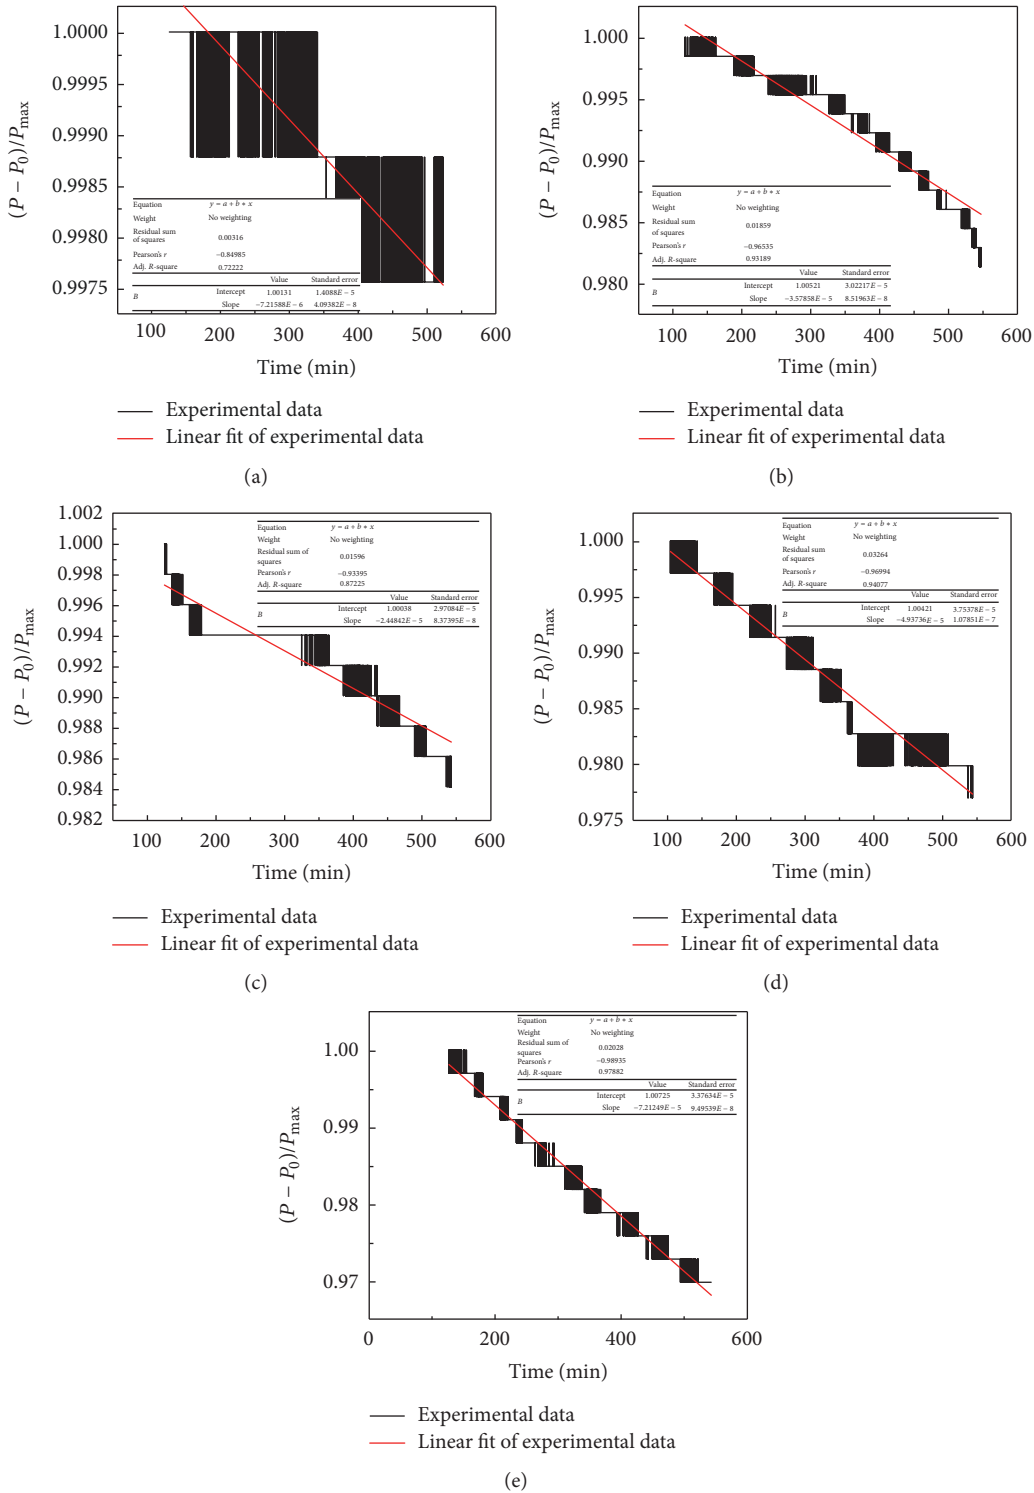 1.0000
0.9995
0.9990
0.9985
0.9980
0.9975
(P − P0)/Pmax
Equation y = a + b ∗ x
Weight No weighting
Residual sum
of squares 0.00316
Pearson's r −0.84985
Adj. R-square 0.72222
Value Standard error
B Intercept 1.00131 1.4088E − 5
Slope −7.21588E − 6 4.09382E − 8
100 200 300 400 500 600
Time (min)
Experimental data
Linear fit of experimental data
(a)
1.000
0.995
0.990
0.985
0.980
(P − P0)/Pmax
Equation y = a + b ∗ x
Weight No weighting
Residual sum
of squares 0.01859
Pearson's r −0.96535
Adj. R-square 0.93189
Value Standard error
B Intercept 1.00521 3.02217E − 5
Slope −3.57858E − 5 8.51963E − 8
100 200 300 400 500 600
Time (min)
Experimental data
Linear fit of experimental data
(b)
1.002
1.000
0.998
0.996
0.994
0.992
0.990
0.988
0.986
0.984
0.982
(P − P0)/Pmax
Equation y = a + b ∗ x
Weight No weighting
Residual sum of
squares 0.01596
Pearson's r −0.93395
Adj. R-square 0.87225
Value Standard error
B Intercept 1.00038 2.97084E − 5
Slope −2.44842E − 5 8.37395E − 8
100 200 300 400 500 600
Time (min)
Experimental data
Linear fit of experimental data
(c)
1.000
0.995
0.990
0.985
0.980
0.975
(P − P0)/Pmax
Equation y = a + b ∗ x
Weight No weighting
Residual sum
of squares 0.03264
Pearson's r −0.96994
Adj. R-square 0.94077
Value Standard error
B Intercept 1.00421 3.75378E − 5
Slope −4.93736E − 5 1.07851E − 7
100 200 300 400 500 600
Time (min)
Experimental data
Linear fit of experimental data
(d)
1.00
0.99
0.98
0.97
(P − P0)/Pmax
Equation y = a + b ∗ x
Weight No weighting
Residual sum of
squares 0.02028
Pearson's r −0.98935
Adj. R-square 0.97882
Value Standard error
B Intercept 1.00725 3.37634E − 5
Slope −7.21249E − 5 9.49539E − 8
0 200 400 600
Time (min)
Experimental data
Linear fit of experimental data
(e)